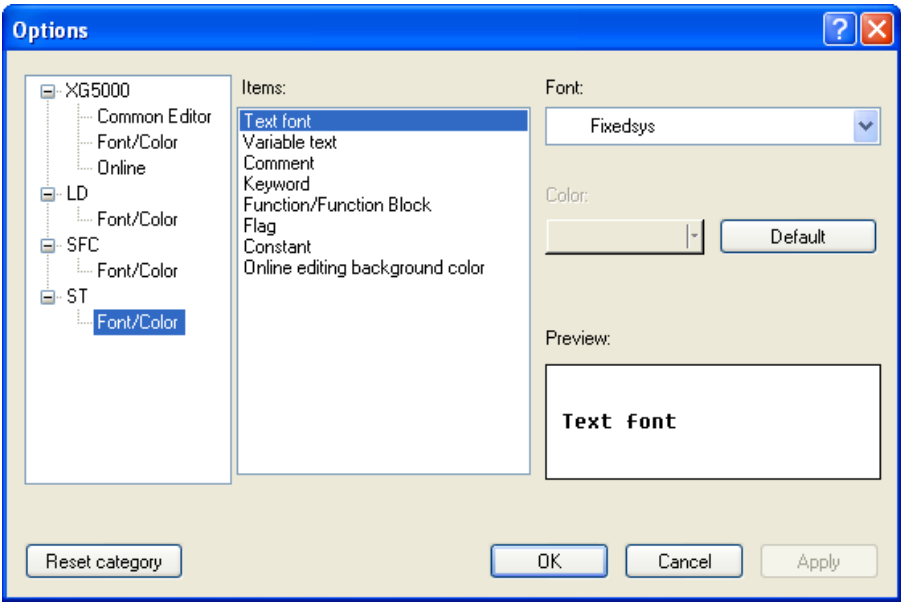 Options
XG5000
Common Editor
Font/Color
Online
LD
Font/Color
SFC
Font/Color
ST
Font/Color
Items:
Text font
Variable text
Comment
Keyword
Function/Function Block
Flag
Constant
Online editing background color
Font:
Fixedsys
Color:
Default
Preview:
Text font
Reset category
OK
Cancel
Apply